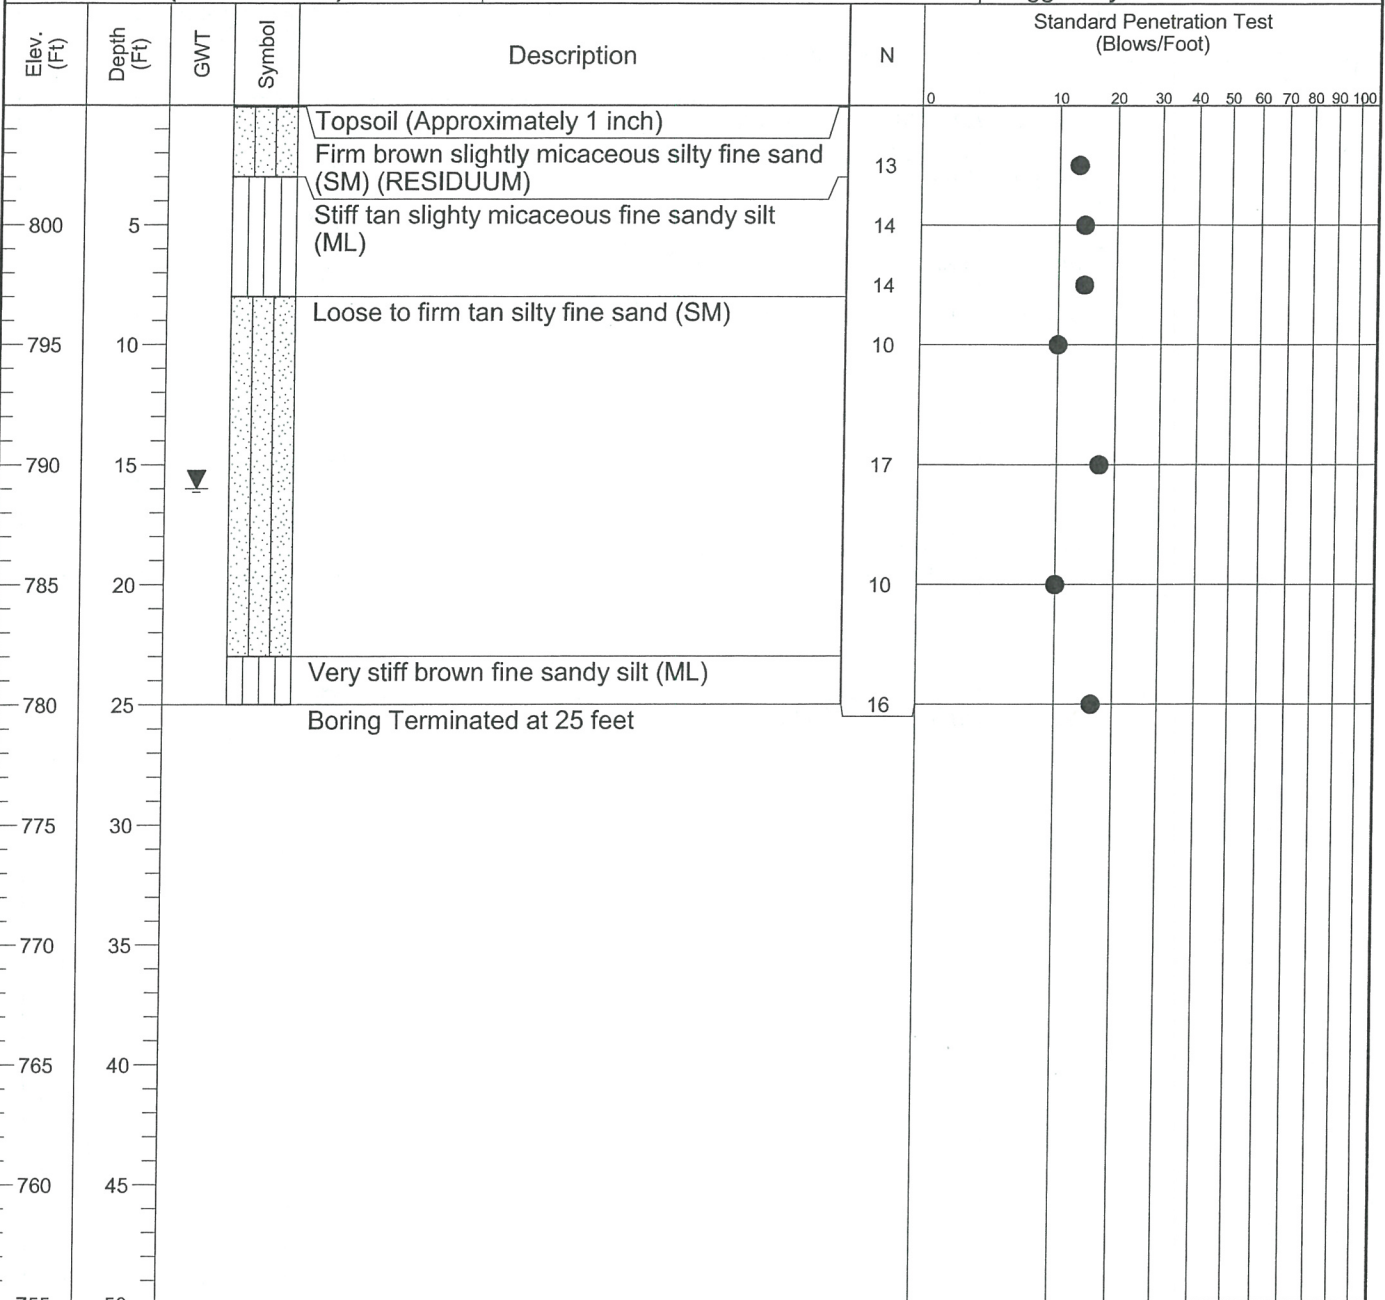 Elev. (Ft)
Depth (Ft)
GWT
Symbol
Description
N
Standard Penetration Test
(Blows/Foot)
0 10 20 30 40 50 60 70 80 90 100
Topsoil (Approximately 1 inch)
Firm brown slightly micaceous silty fine sand
13
(SM) (RESIDUUM)
Stiff tan slighty micaceous fine sandy silt
800 5 14
(ML)
14
Loose to firm tan silty fine sand (SM)
795 10 10
790 15 17
785 20 10
Very stiff brown fine sandy silt (ML)
780 25 16
Boring Terminated at 25 feet
775 30
770 35
765 40
760 45